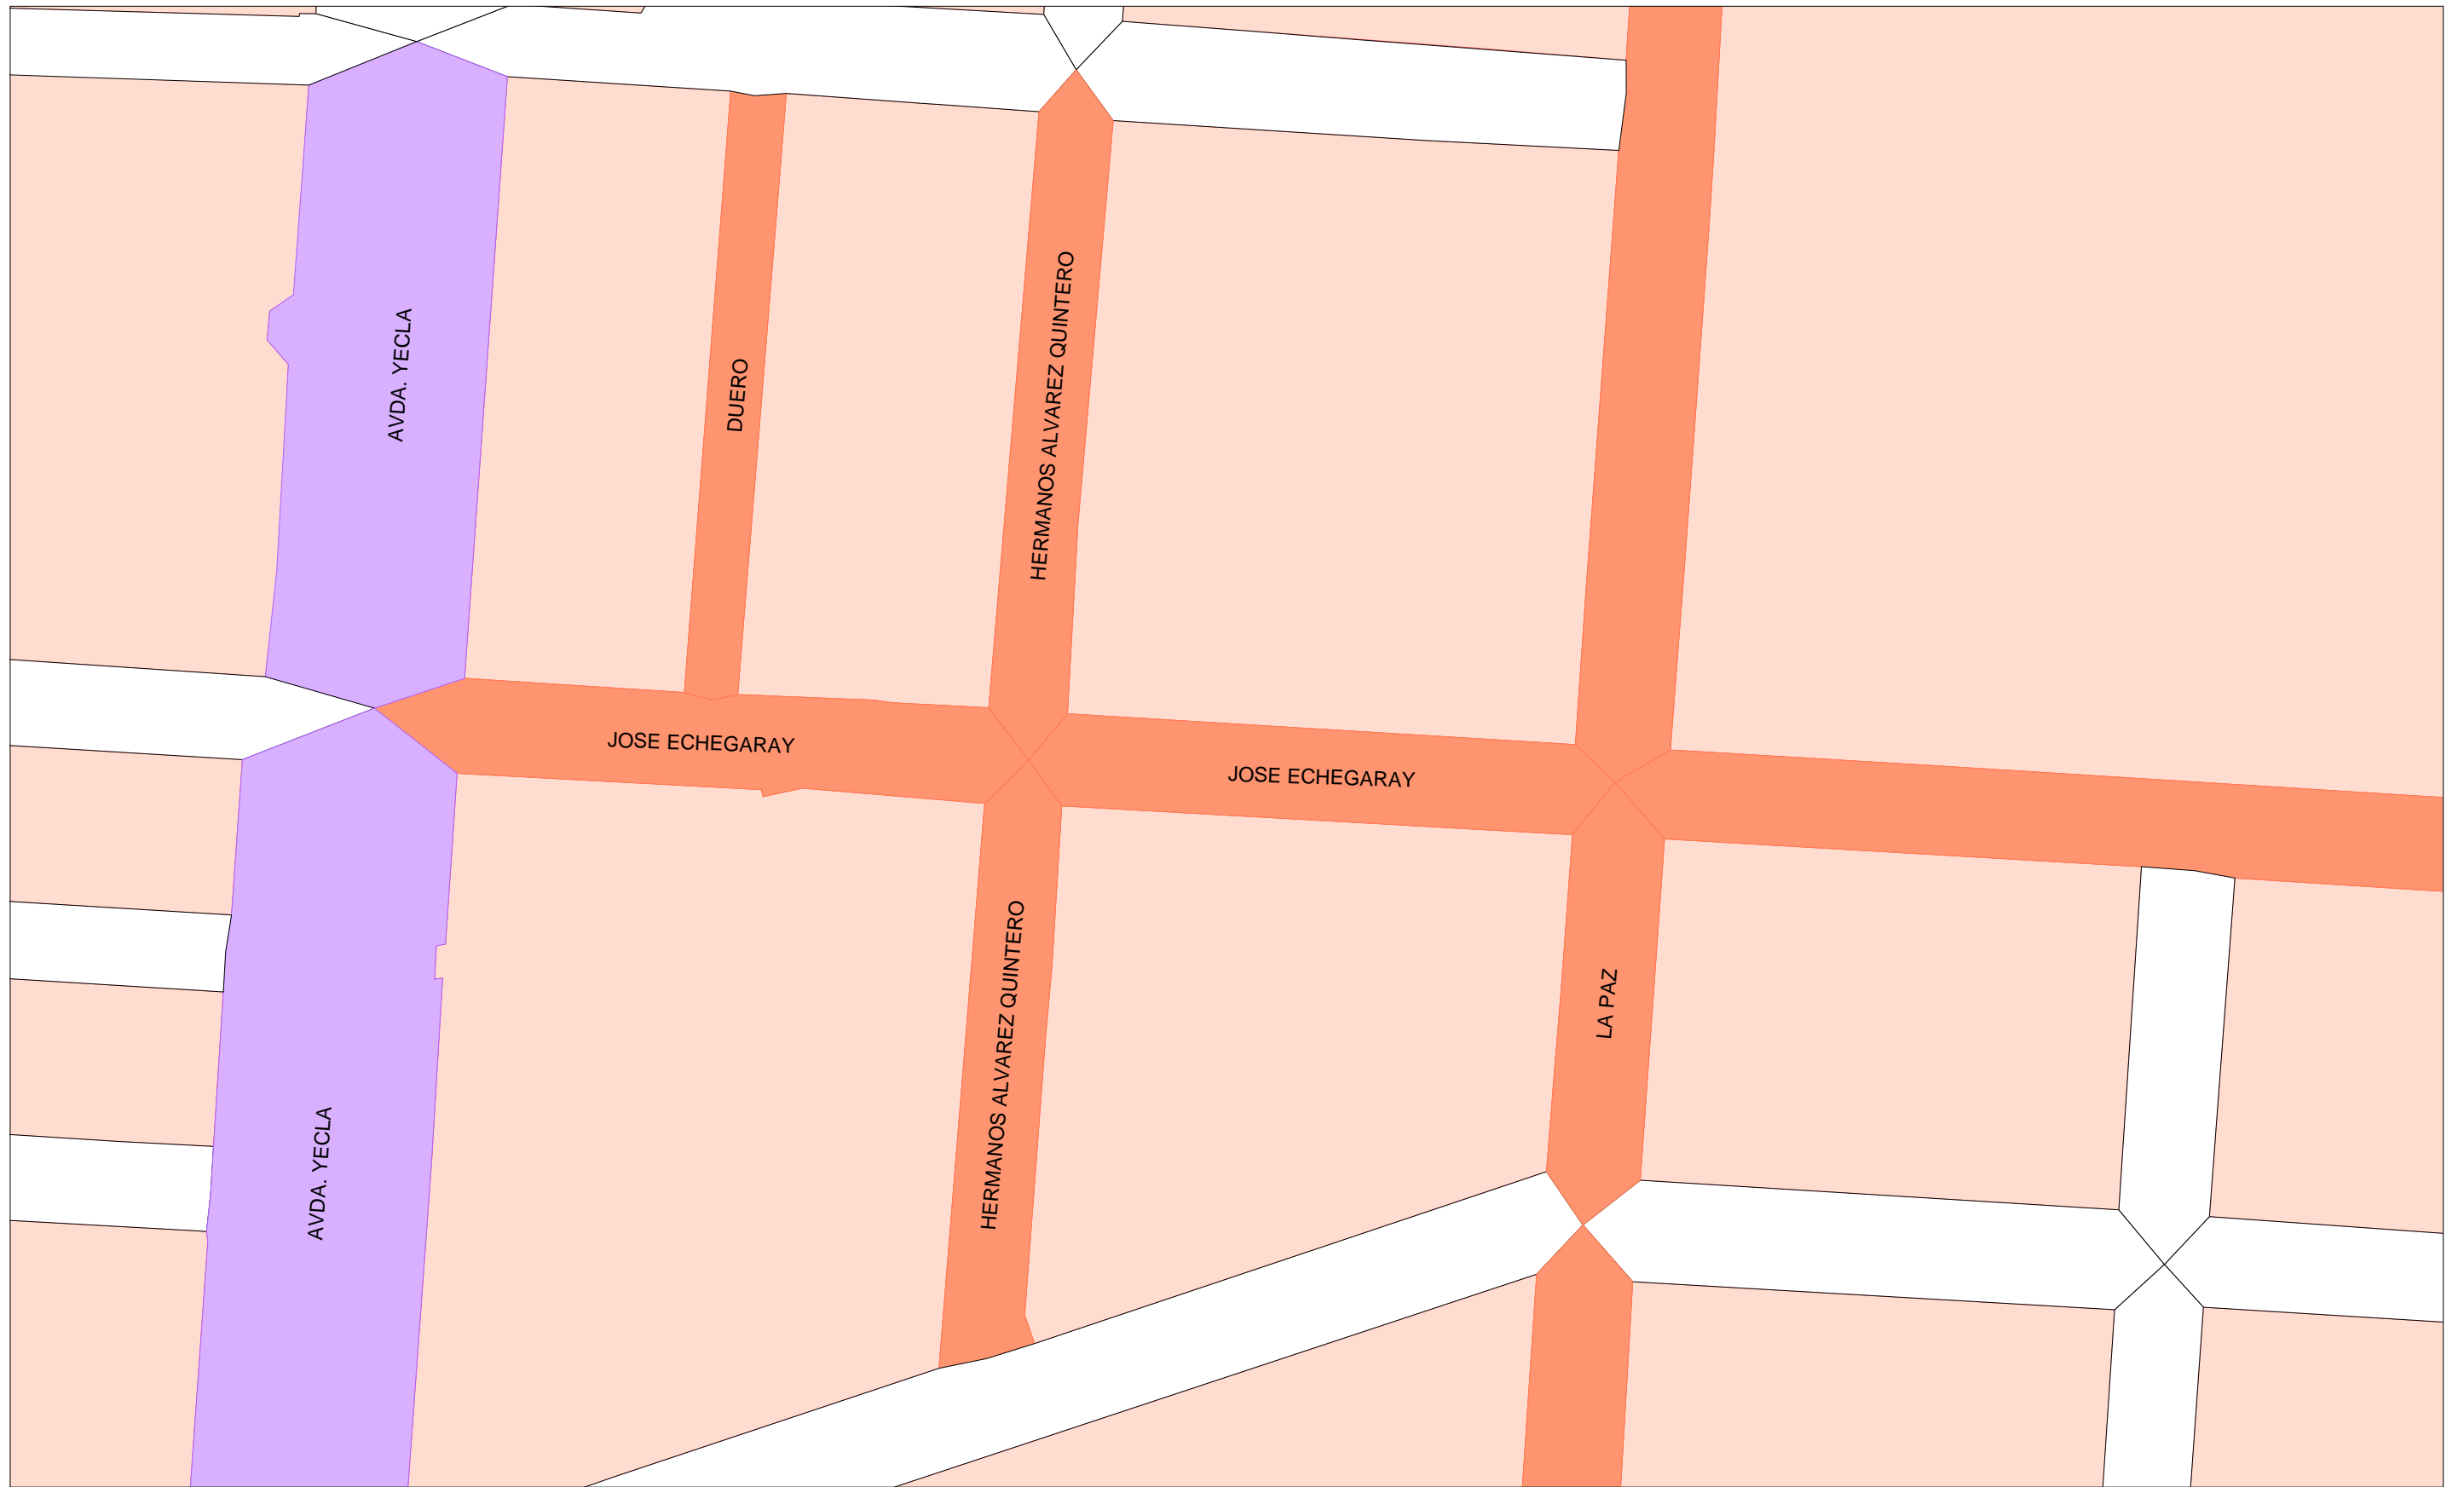 AVDA. YECLA
DUERO
HERMANOS ALVAREZ QUINTERO
JOSE ECHEGARAY
JOSE ECHEGARAY
HERMANOS ALVAREZ QUINTERO
LA PAZ
AVDA. YECLA